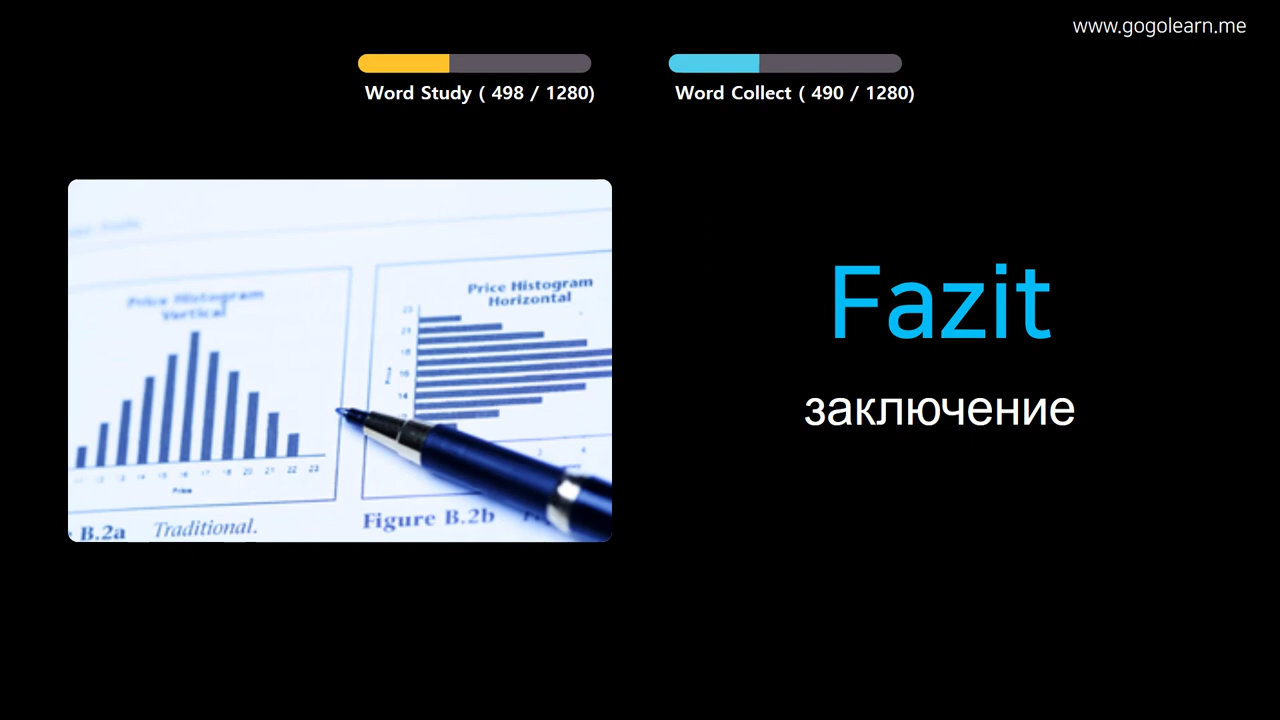 www.gogolearn.me
Word Study ( 498 / 1280)
Word Collect ( 490 / 1280)
Price Histogram
Vertical
Price Histogram
Horizontal
Price
B.2a Traditional.
Figure B.2b
Fazit
заключение